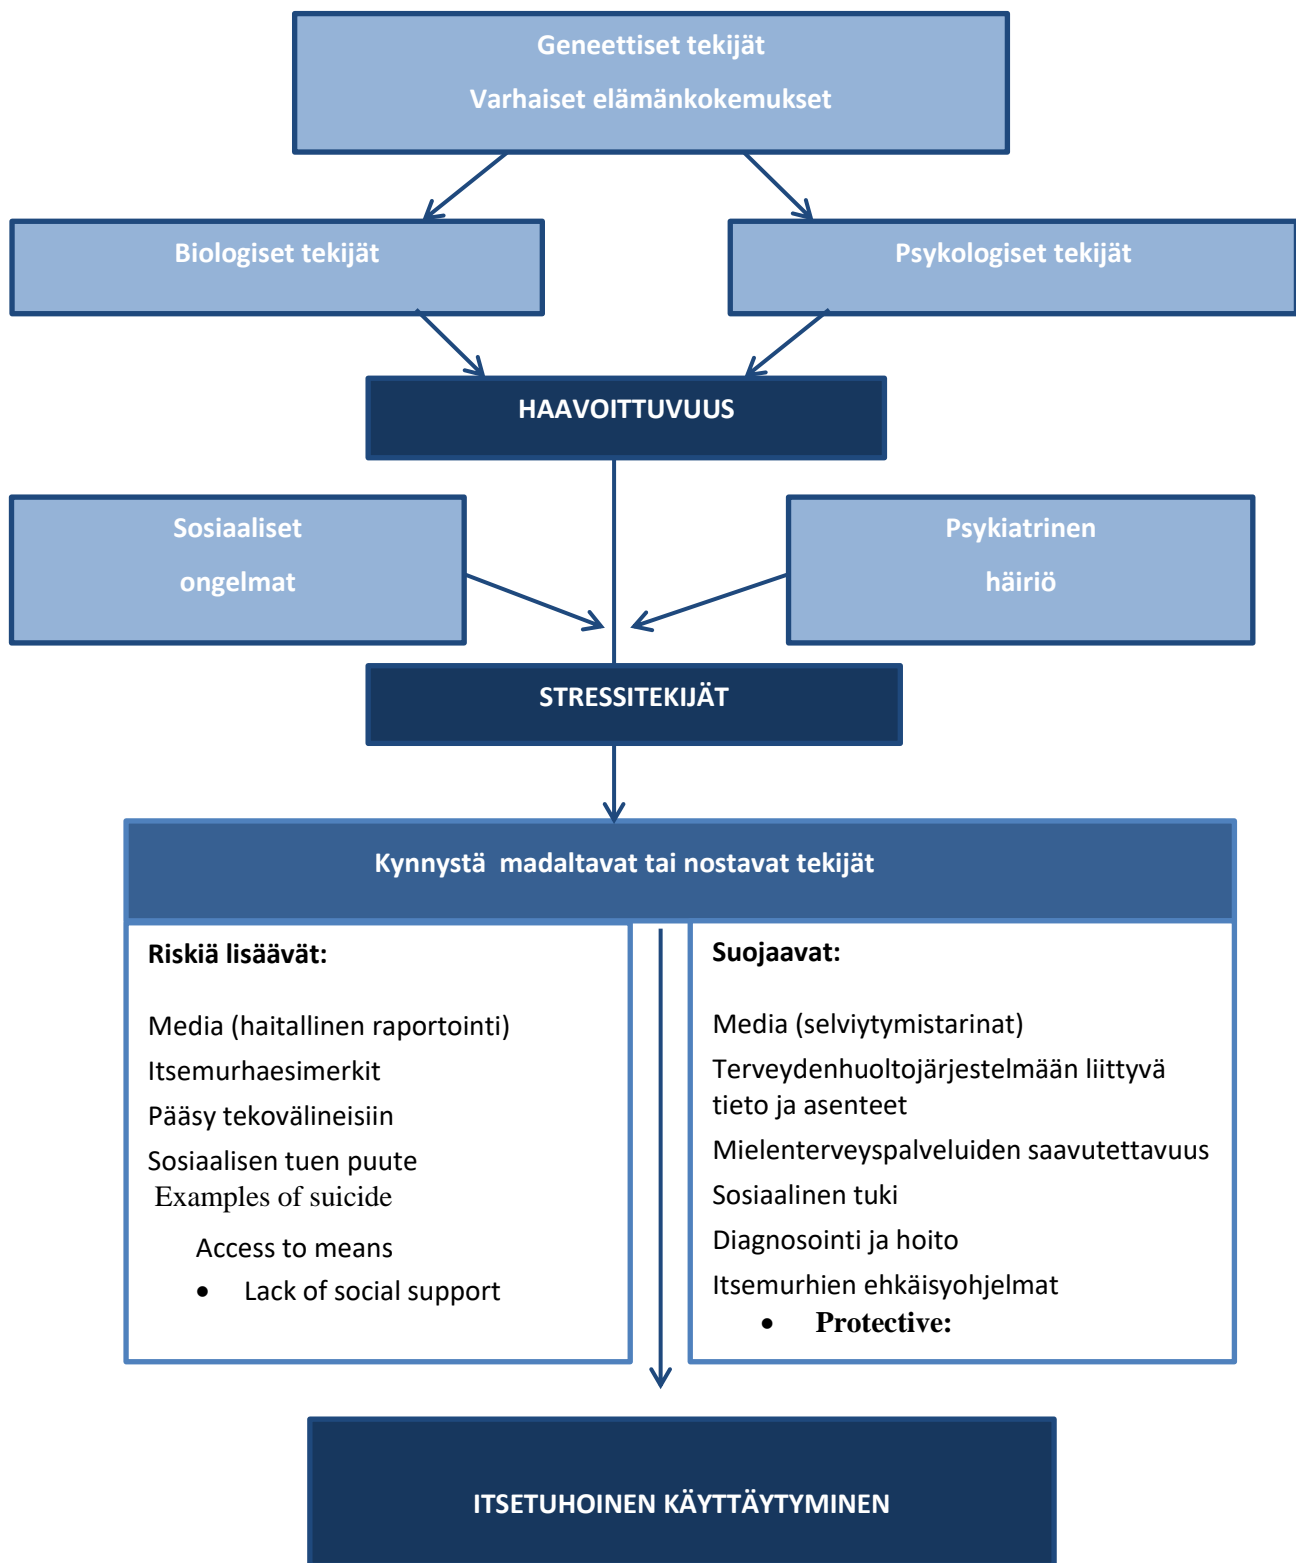 Geneettiset tekijät
Varhaiset elämänkokemukset
Biologiset tekijät
Psykologiset tekijät
HAAVOITTUVUUS
Sosiaaliset
ongelmat
Psykiatrinen
häiriö
STRESSITEKIJÄT
Kynnystä  madaltavat tai nostavat tekijät
Riskiä lisäävät:
Media (haitallinen raportointi)
Itsemurhaesimerkit
Pääsy tekovälineisiin
Sosiaalisen tuen puute
Examples of suicide
Access to means
• Lack of social support
Suojaavat:
Media (selviytymistarinat)
Terveydenhuoltojärjestelmään liittyvä
tieto ja asenteet
Mielenterveyspalveluiden saavutettavuus
Sosiaalinen tuki
Diagnosointi ja hoito
Itsemurhien ehkäisyohjelmat
• Protective:
ITSETUHOINEN KÄYTTÄYTYMINEN